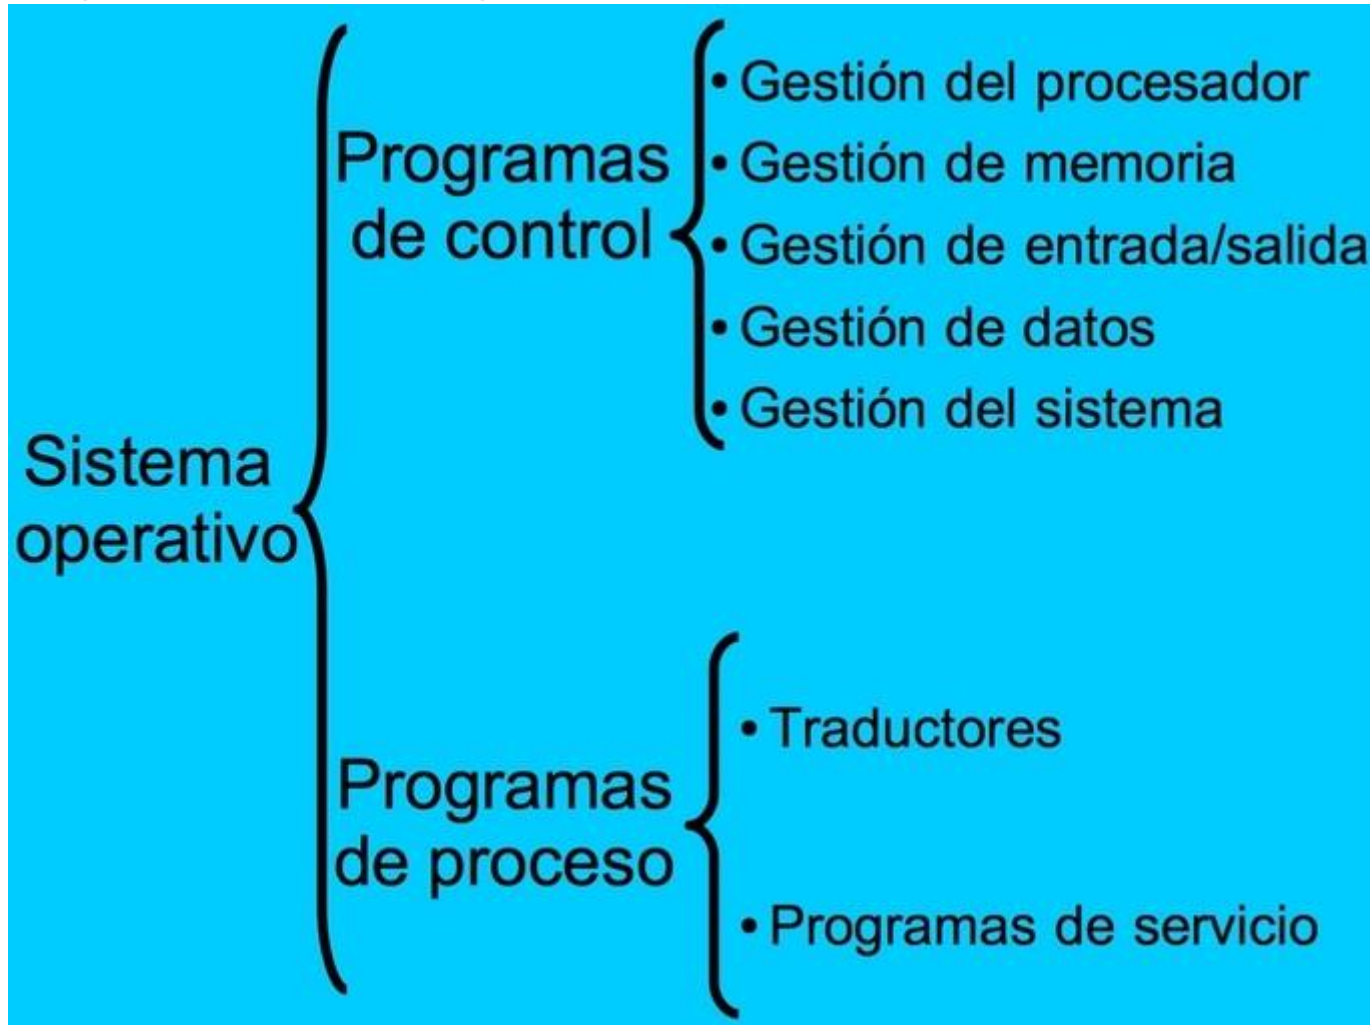 Sistema
operativo
Programas
de control
• Gestión del procesador
• Gestión de memoria
• Gestión de entrada/salida
• Gestión de datos
• Gestión del sistema
Programas
de proceso
• Traductores
• Programas de servicio